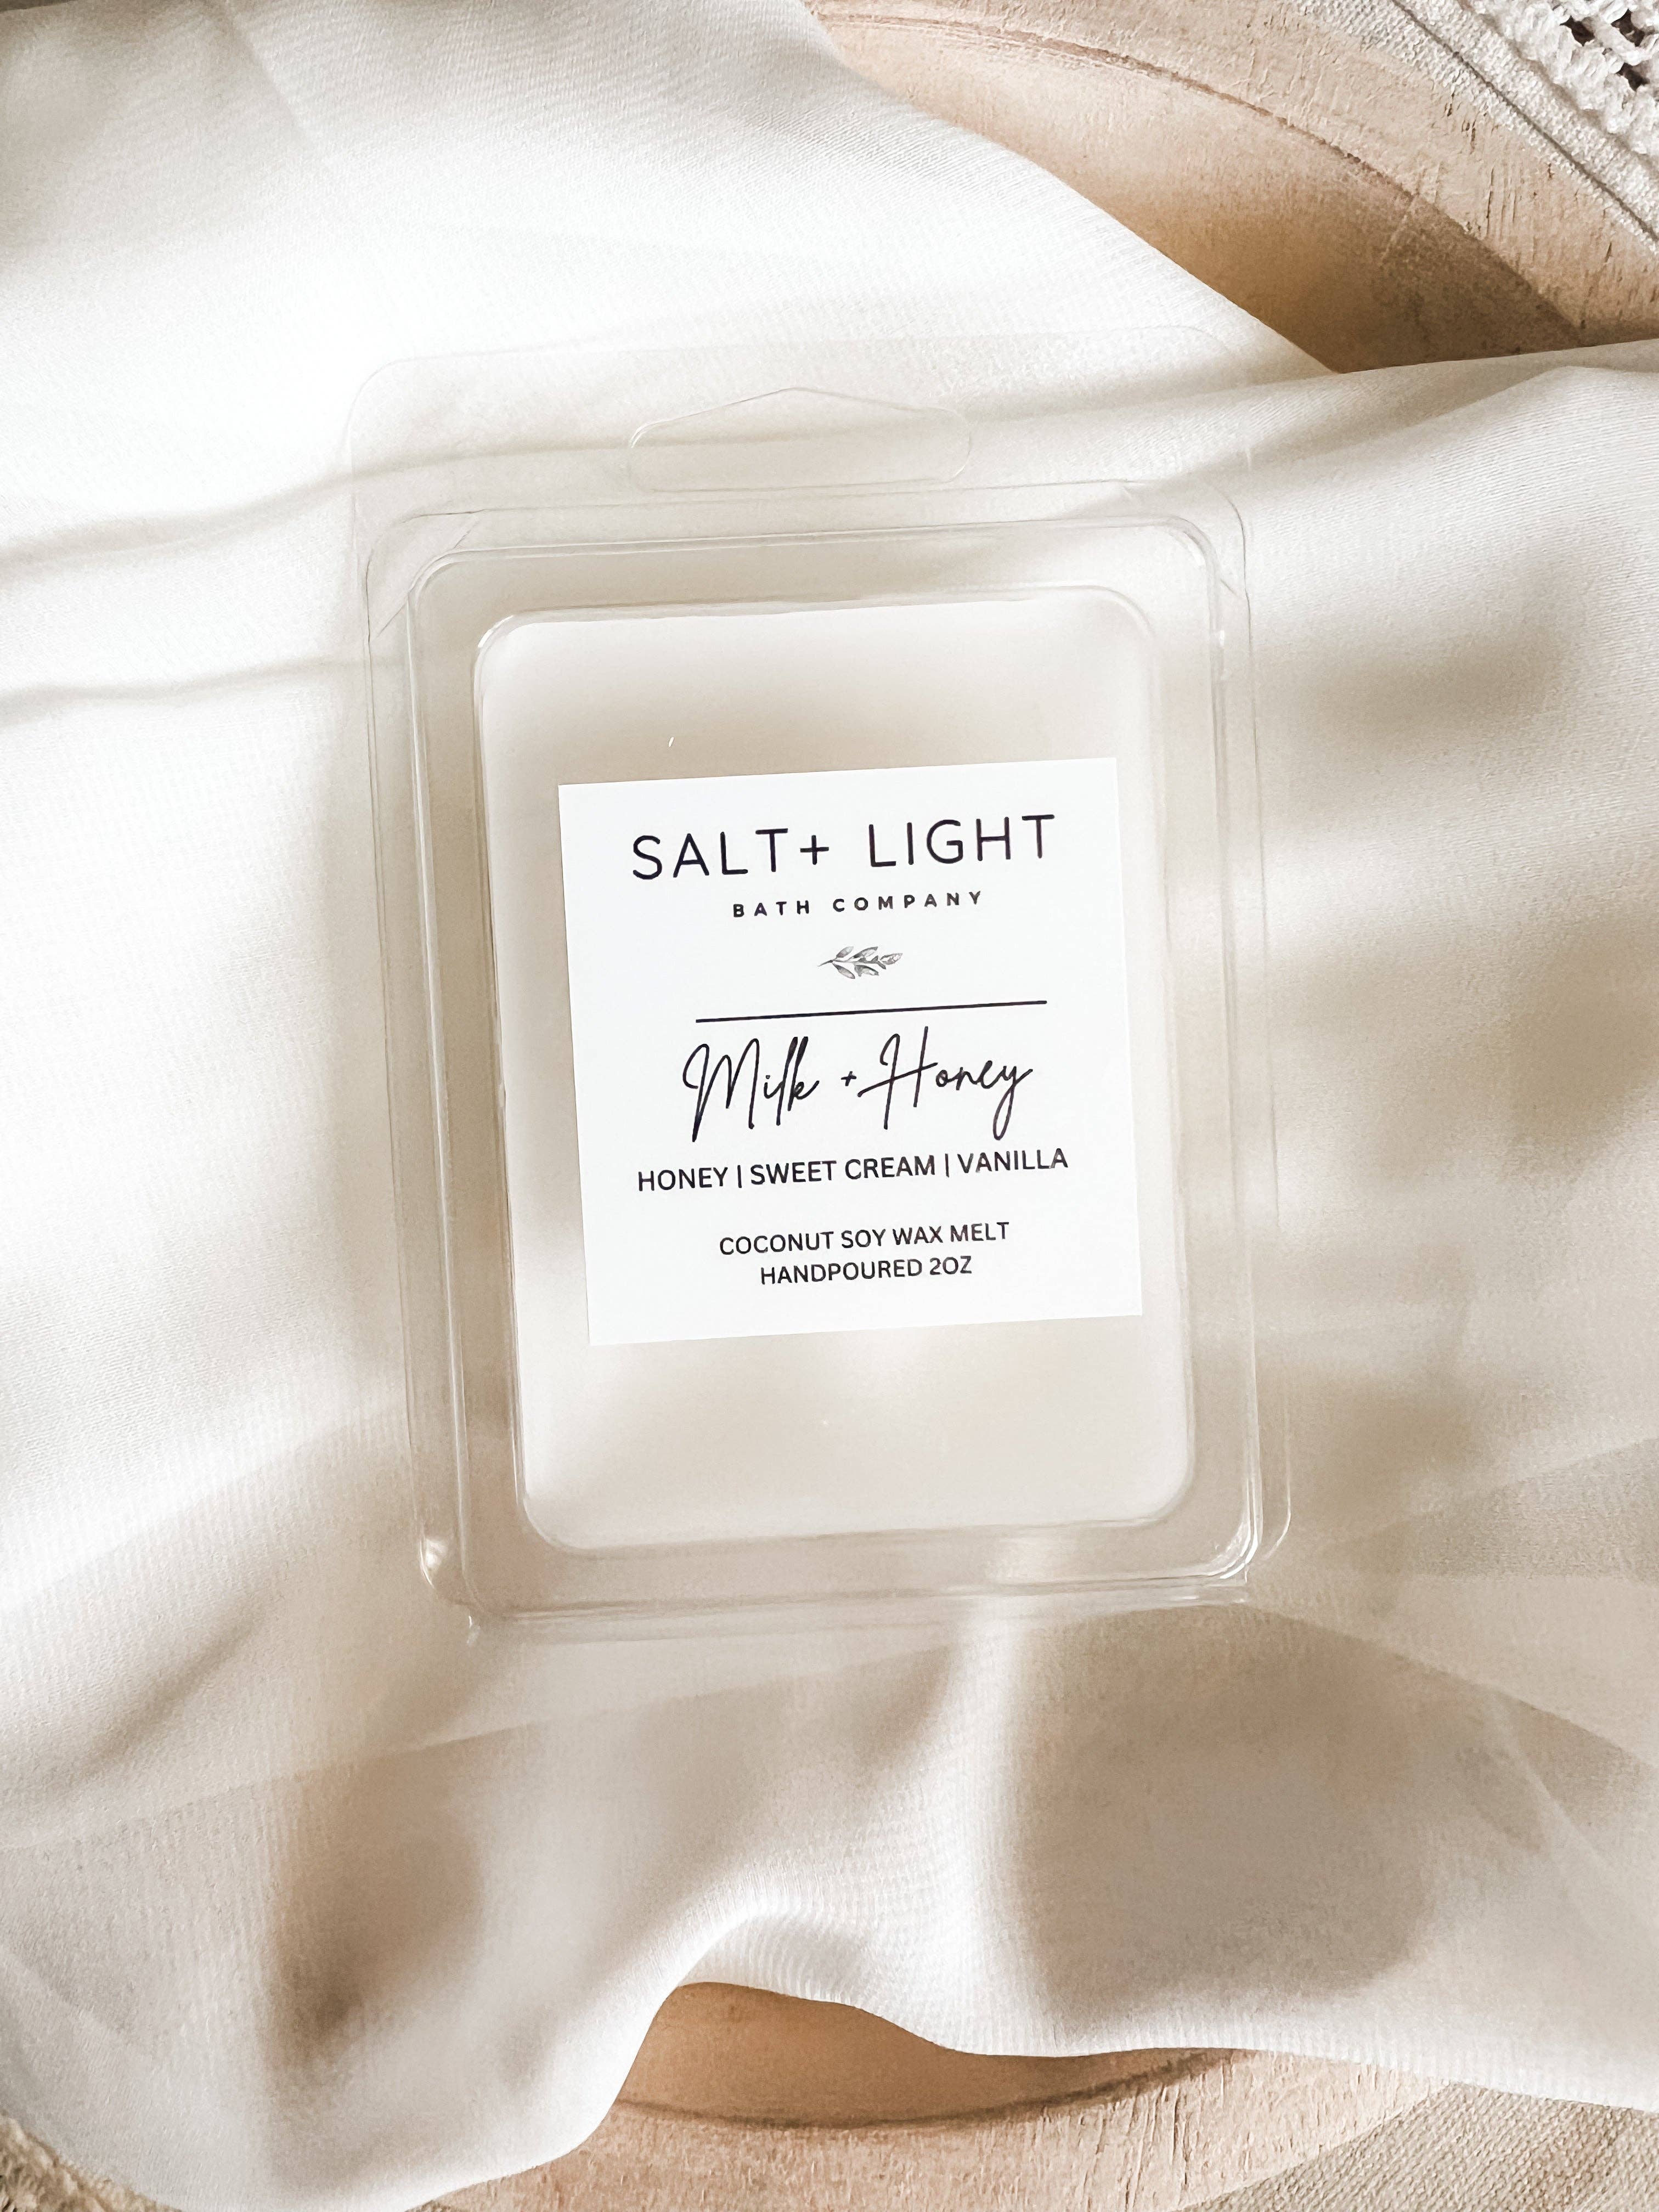 SALT+ LIGHT
BATH COMPANY
Milk + Honey
HONEY | SWEET CREAM | VANILLA
COCONUT SOY WAX MELT
HANDPOURED 2OZ